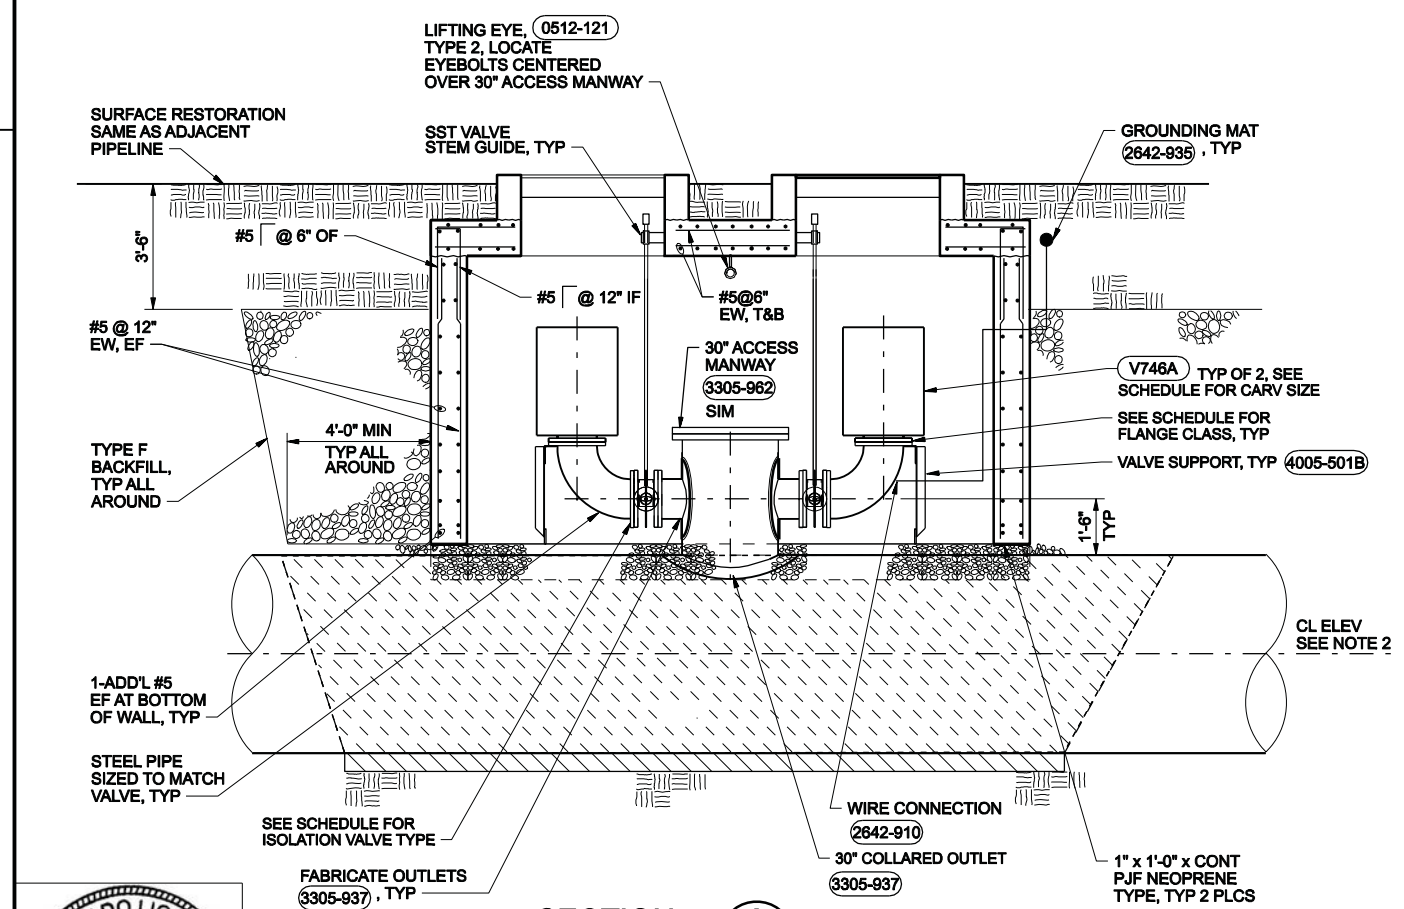 LIFTING EYE, 0512-121
TYPE 2, LOCATE
EYEBOLTS CENTERED
OVER 30" ACCESS MANWAY
SURFACE RESTORATION
SAME AS ADJACENT
PIPELINE
SST VALVE
STEM GUIDE, TYP
GROUNDING MAT
2642-935 , TYP
3'-6"
#5 @ 6" OF
#5 @ 12" IF
#5@6"
EW, T&B
#5 @ 12"
EW, EF
30" ACCESS
MANWAY
3305-962
SIM
V746A TYP OF 2, SEE
SCHEDULE FOR CARV SIZE
SEE SCHEDULE FOR
FLANGE CLASS, TYP
VALVE SUPPORT, TYP 4005-501B
4'-0" MIN
TYP ALL
AROUND
TYPE F
BACKFILL,
TYP ALL
AROUND
1'-6"
TYP
CL ELEV
SEE NOTE 2
1-ADD'L #5
EF AT BOTTOM
OF WALL, TYP
STEEL PIPE
SIZED TO MATCH
VALVE, TYP
SEE SCHEDULE FOR
ISOLATION VALVE TYPE
FABRICATE OUTLETS
3305-937 , TYP
WIRE CONNECTION
2642-910
30" COLLARED OUTLET
3305-937
1" x 1'-0" x CONT
PJF NEOPRENE
TYPE, TYP 2 PLCS